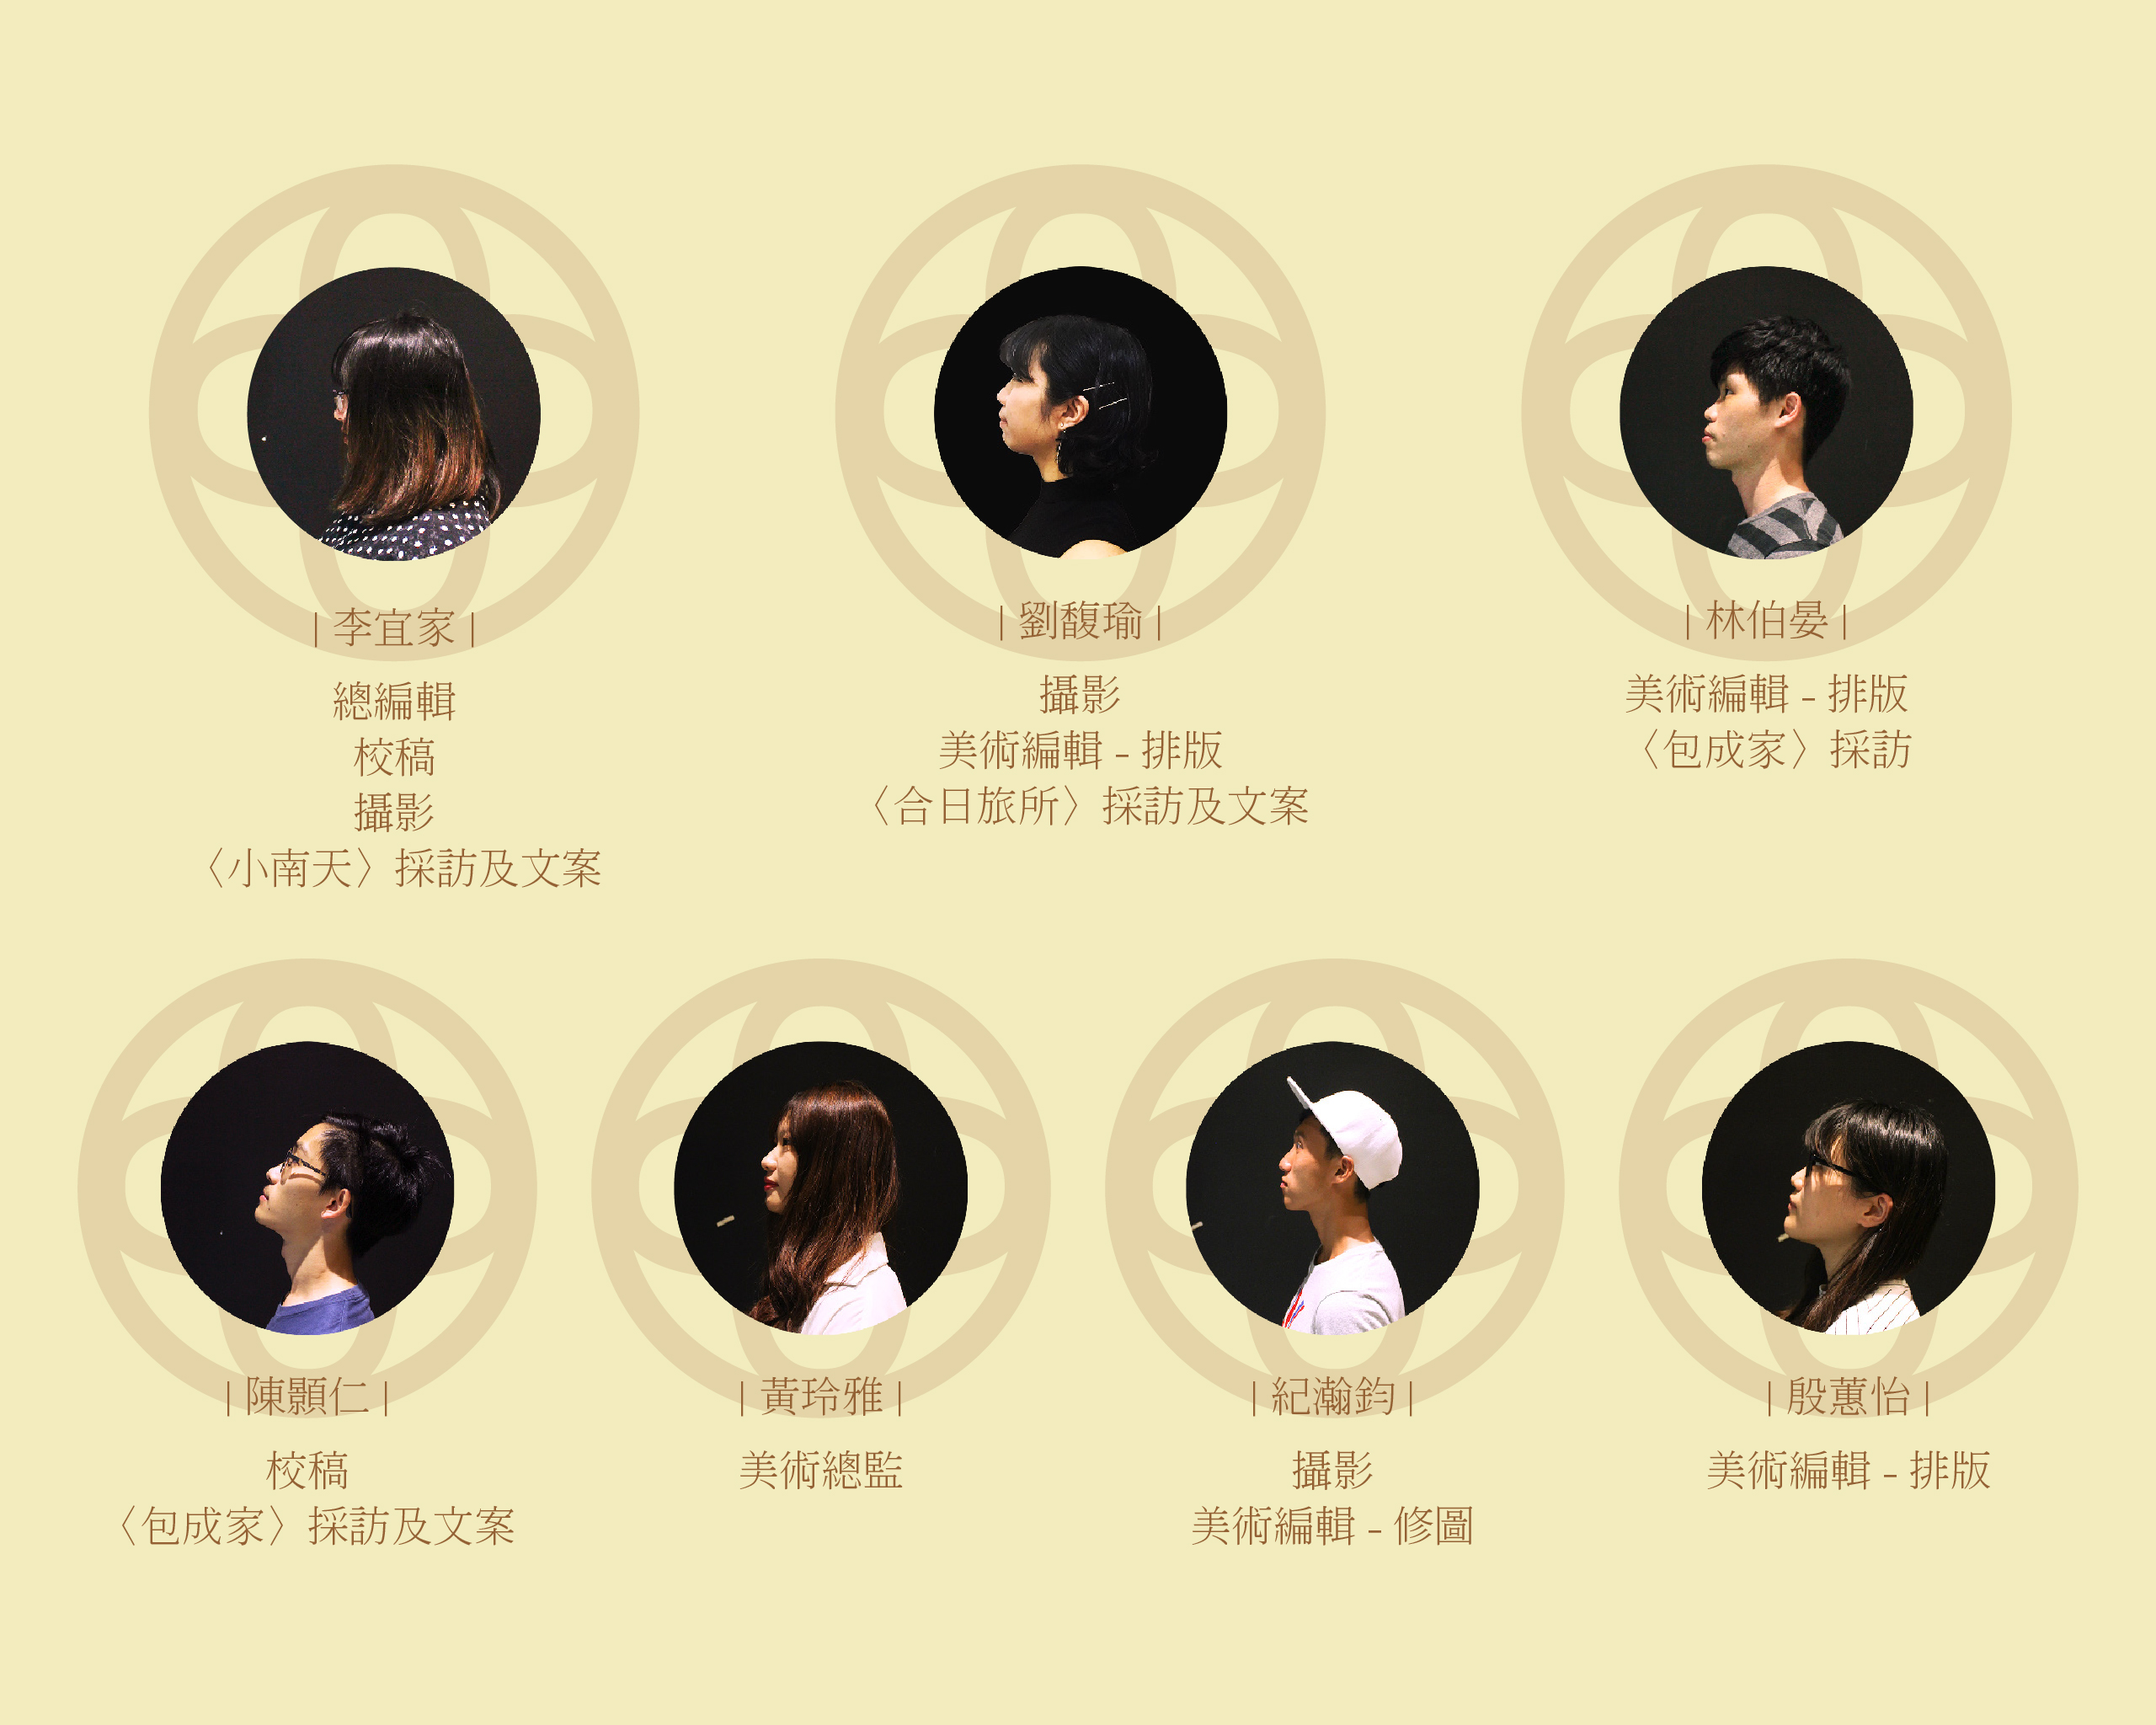 | 李宜家 |
總編輯
校稿
攝影
〈小南天〉採訪及文案
| 劉馥瑜 |
攝影
美術編輯 - 排版
〈合日旅所〉採訪及文案
| 林伯晏 |
美術編輯 - 排版
〈包成家〉採訪
| 陳顥仁 |
校稿
〈包成家〉採訪及文案
| 黃玲雅 |
美術總監
| 紀瀚鈞 |
攝影
美術編輯 - 修圖
| 殷蕙怡 |
美術編輯 - 排版